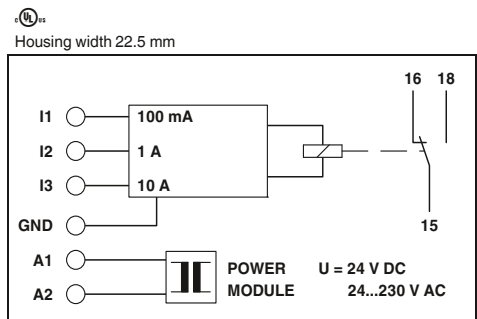 c UL us
Housing width 22.5 mm
16 18
I1 100 mA
I2 1 A
I3 10 A
GND
15
A1
POWER U = 24 V DC
A2 MODULE 24...230 V AC